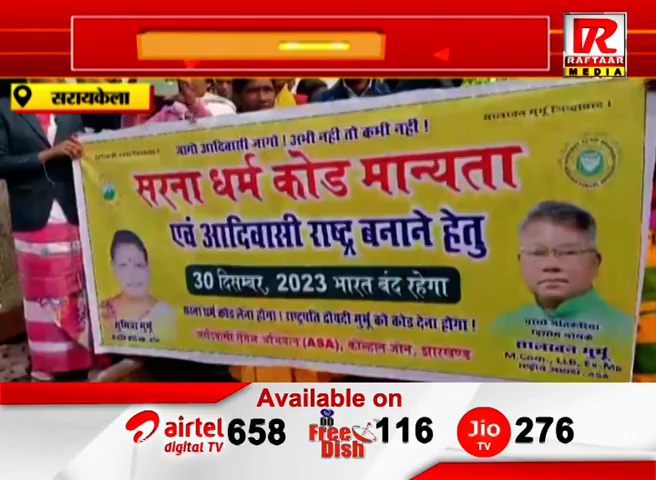 RAFTAAR
MEDIA
सरायकेला
जागो आदिवासी जागो ! अभी नहीं तो कभी नहीं !
सालखन मुर्मू जिन्दाबाद !
सरना धर्म कोड मान्यता
एवं आदिवासी राष्ट्र बनाने हेतु
30 दिसम्बर, 2023 भारत बंद रहेगा
सरना धर्म कोड लेना होगा ! राष्ट्रपति द्रौपदी मुर्मू को कोड देना होगा !
आदिवासी सेंगेल अभियान (ASA), कोल्हान जोन, झारखण्ड
सुमित्रा मुर्मू
सालखन मुर्मू
M.Com., LLB, Ex. MP
राष्ट्रीय अध्यक्ष, ASA
Available on
airtel
digital TV
658
DD
Free
Dish
116
Jio
TV
276